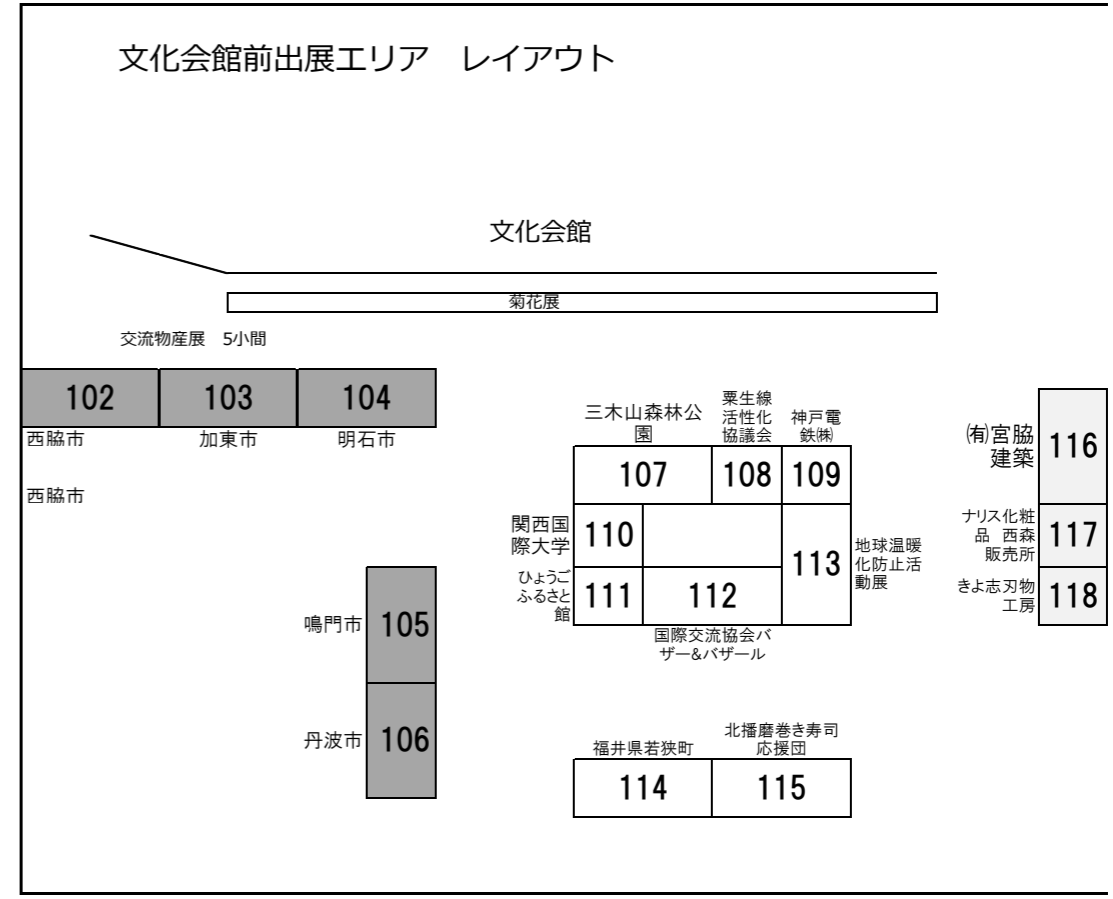 文化会館前出展エリア　レイアウト
文化会館
菊花展
交流物産展　5小間
102
103
104
西脇市
加東市
明石市
西脇市
鳴門市
105
丹波市
106
三木山森林公
園
粟生線
活性化
協議会
神戸電
鉄㈱
107
108
109
関西国
際大学
110
ひょうご
ふるさと
館
111
112
113
地球温暖
化防止活
動展
国際交流協会バ
ザー&バザール
福井県若狭町
北播磨巻き寿司
応援団
114
115
㈲宮脇
建築
116
ナリス化粧
品　西森
販売所
117
きよ志刃物
工房
118